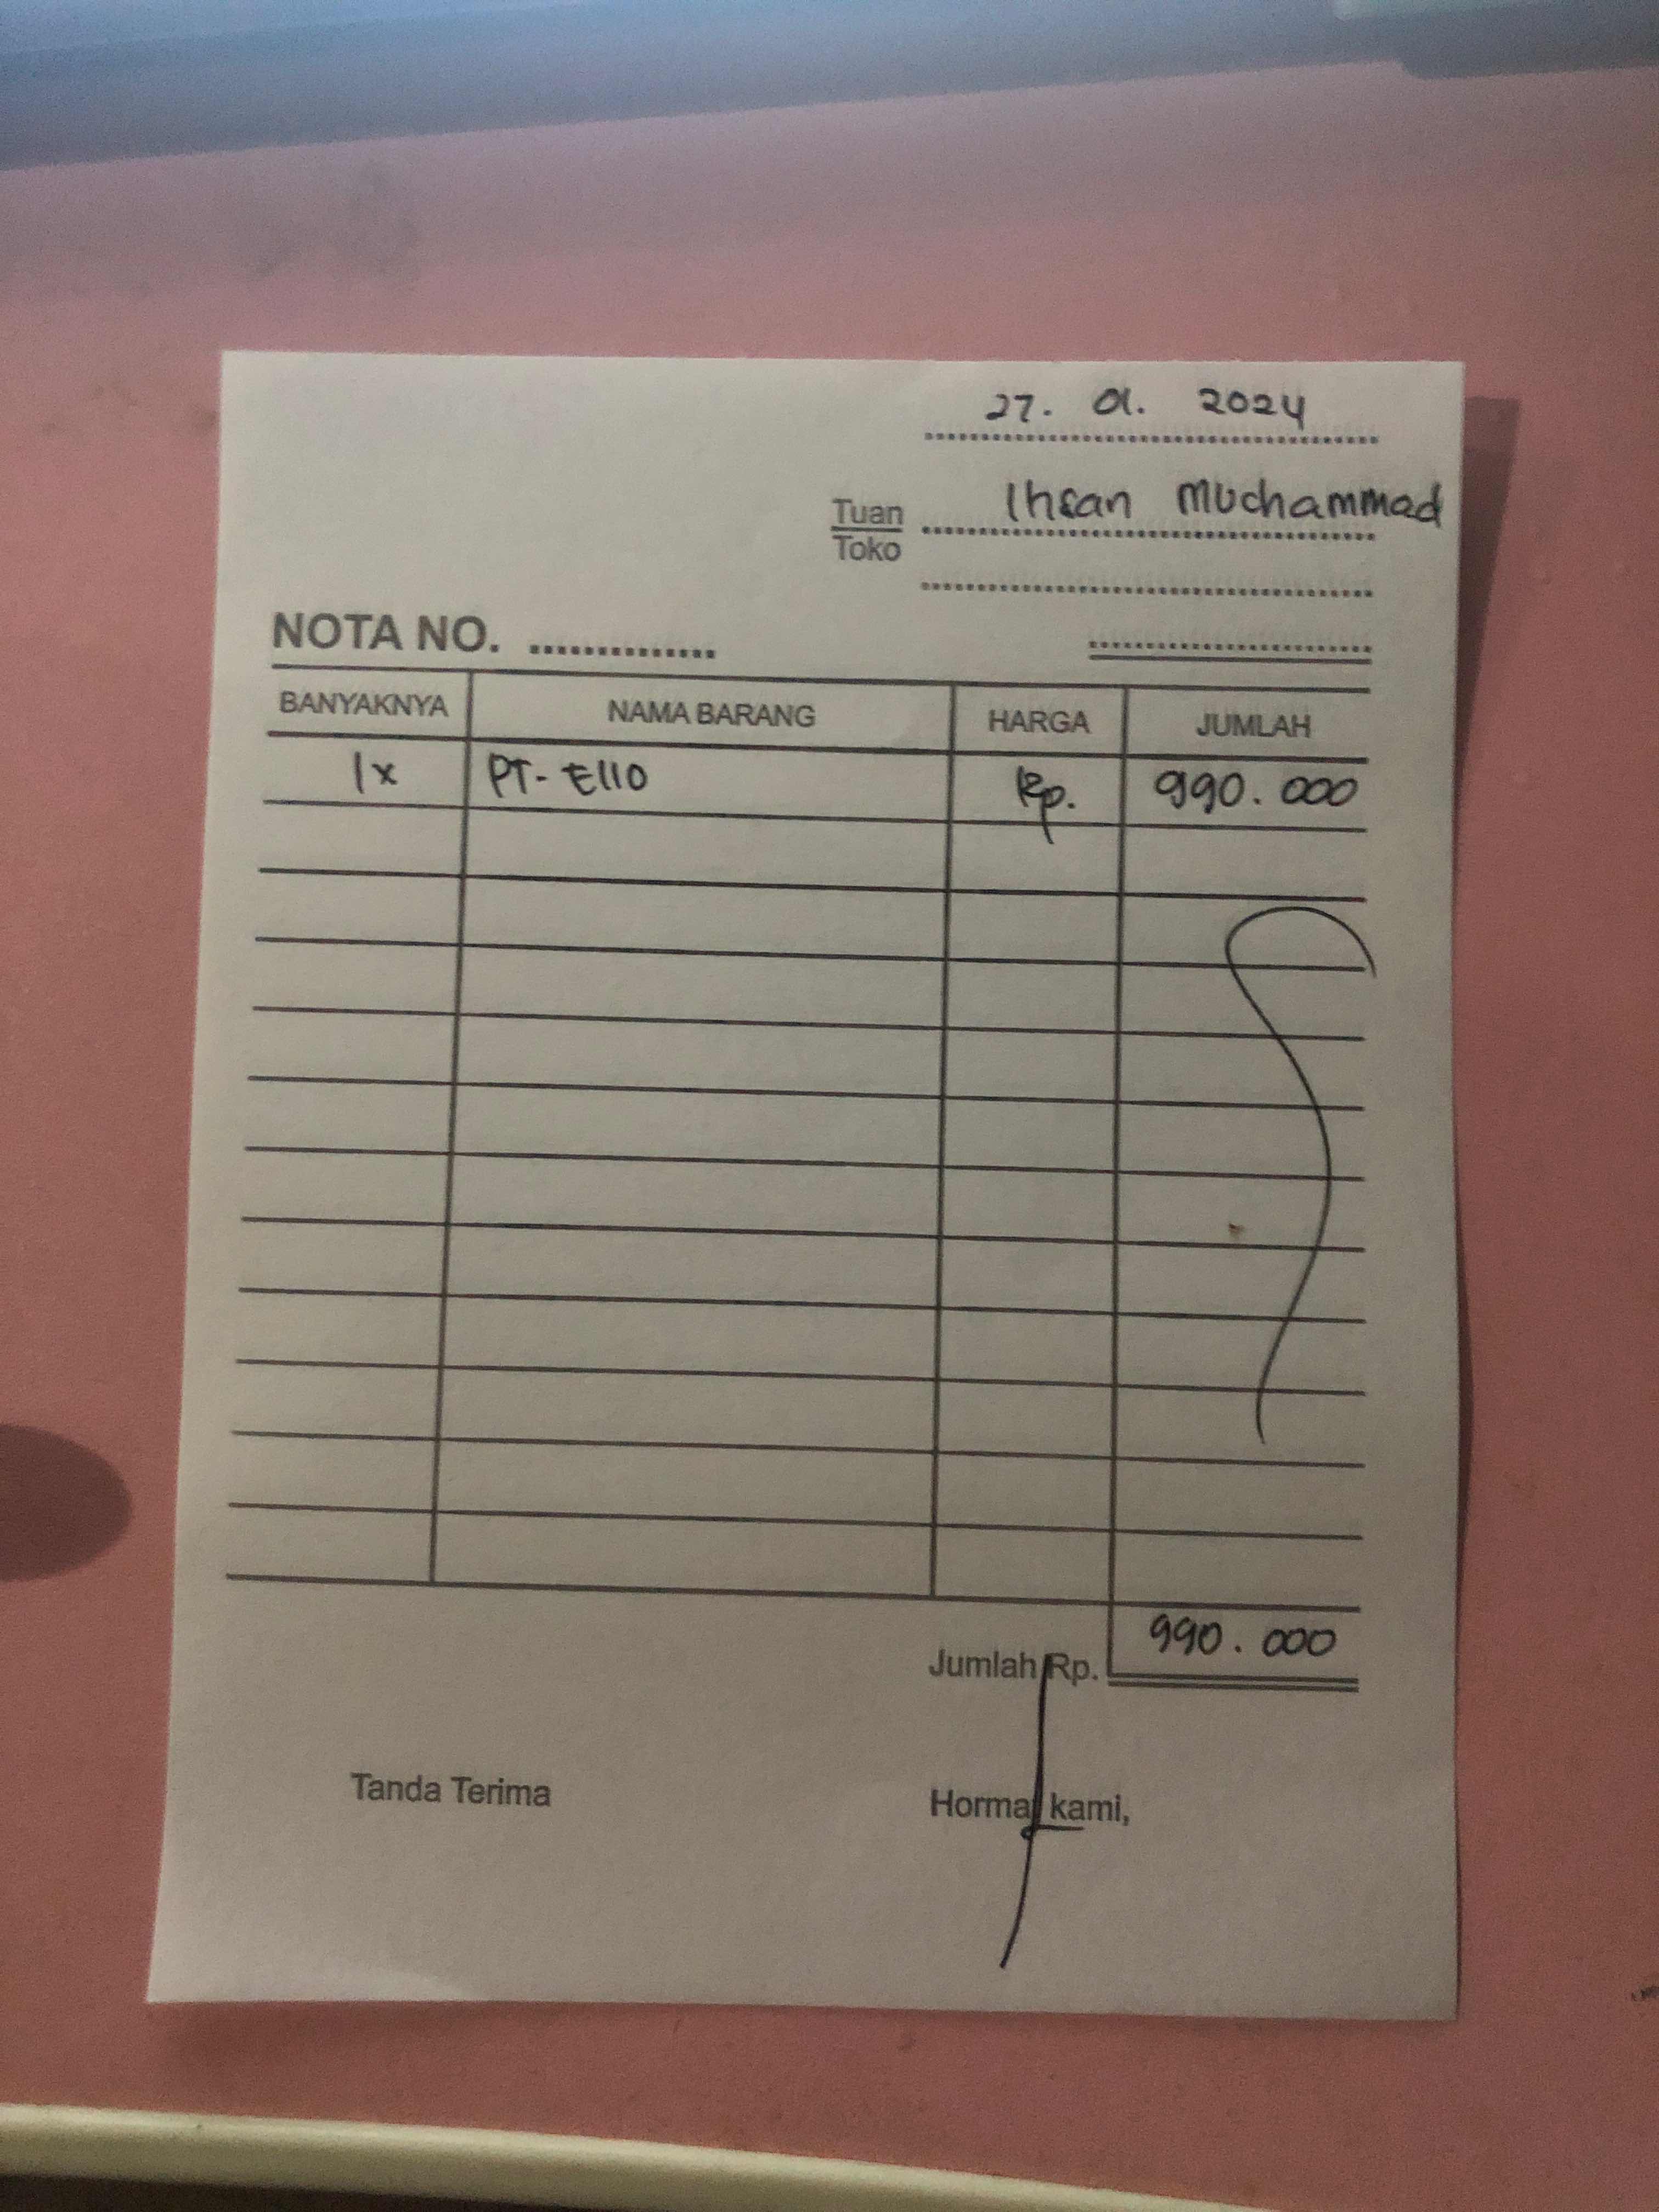 27. 01. 2024
Tuan Ihsan Muchammad
Toko
NOTA NO.
BANYAKNYA NAMA BARANG HARGA JUMLAH
1x PT-E110 Rp. 990.000
Jumlah Rp. 990.000
Tanda Terima Hormat kami,